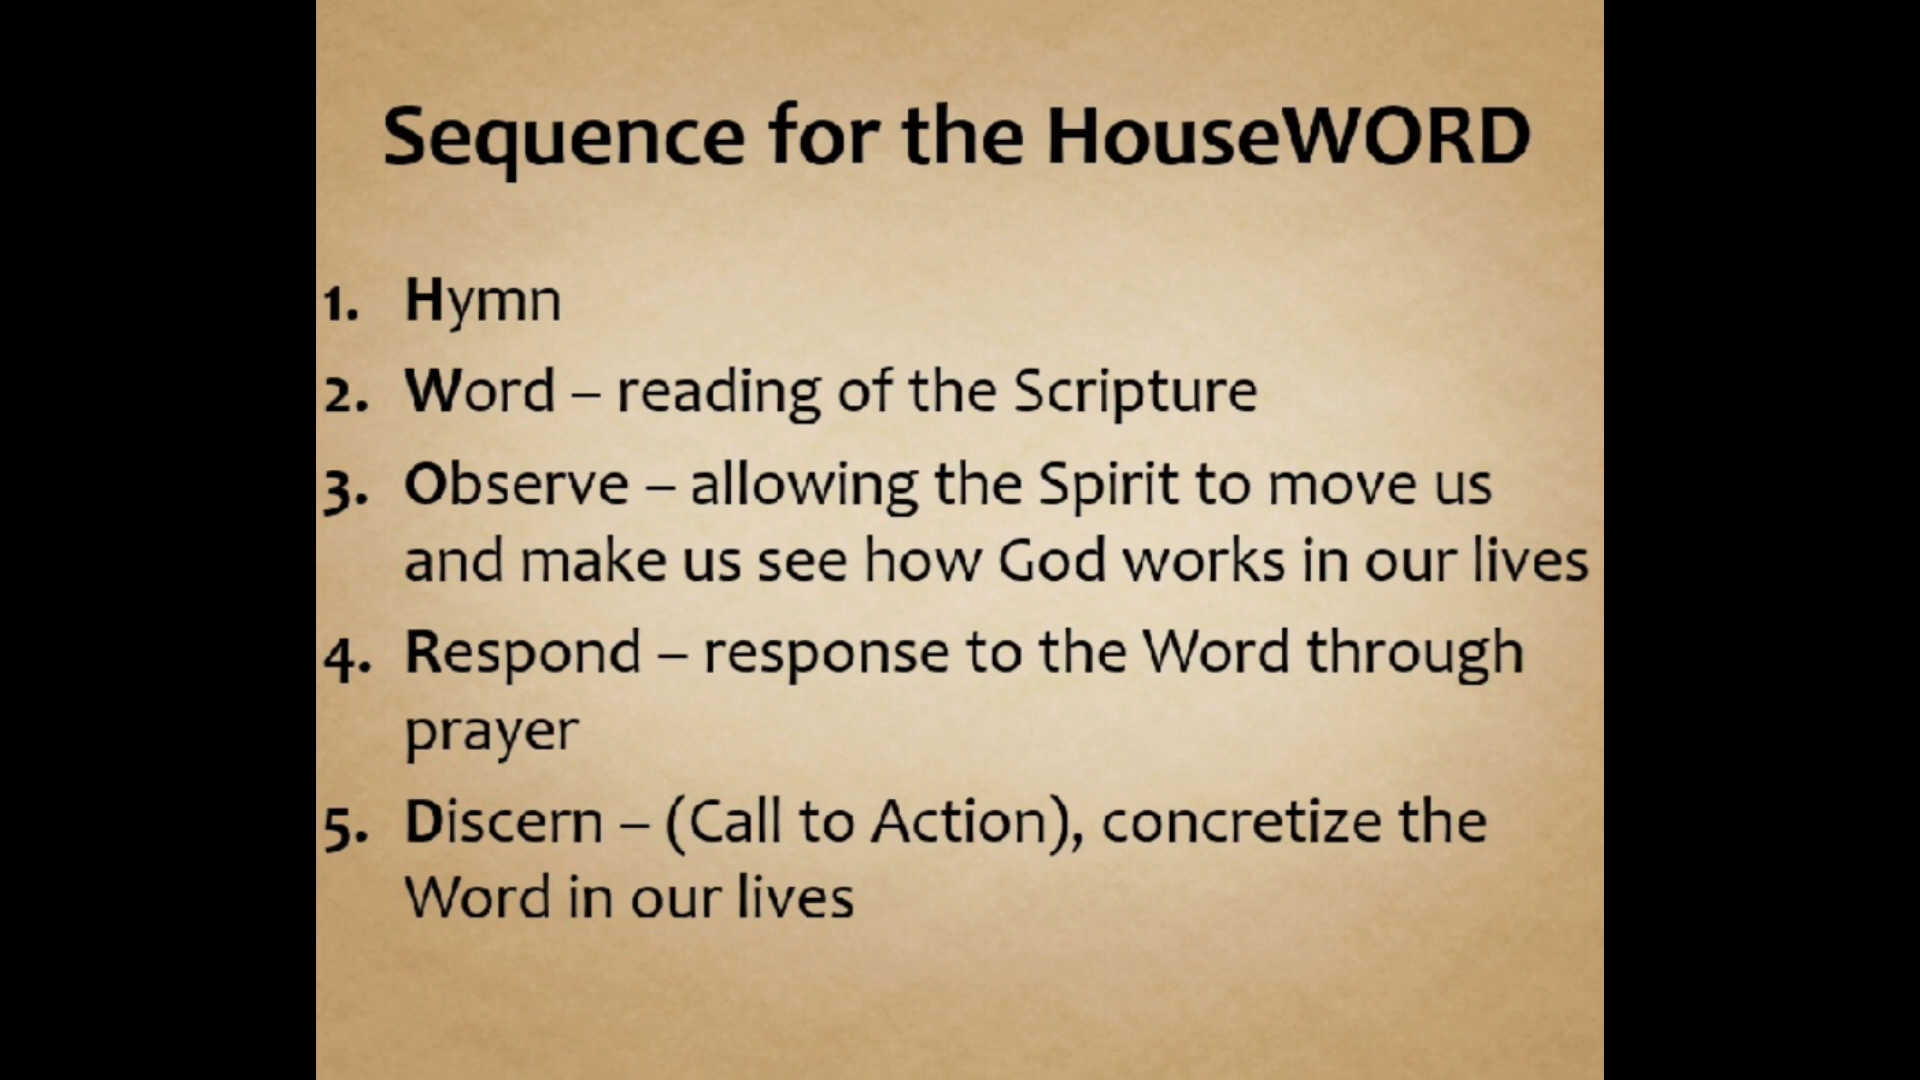 Sequence for the HouseWORD
1. Hymn
2. Word – reading of the Scripture
3. Observe – allowing the Spirit to move us
and make us see how God works in our lives
4. Respond – response to the Word through
prayer
5. Discern – (Call to Action), concretize the
Word in our lives